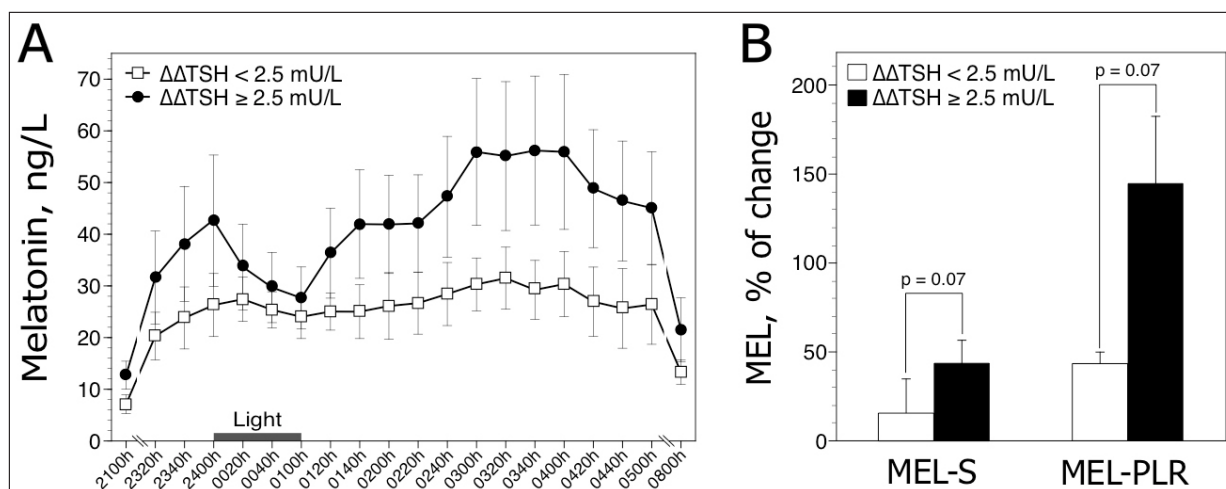 A
Melatonin, ng/L
70
60
50
40
30
20
10
0
ΔΔTSH < 2.5 mU/L
ΔΔTSH ≥ 2.5 mU/L
Light
2100h
2320h
2340h
2400h
0020h
0040h
0100h
0120h
0140h
0200h
0220h
0240h
0300h
0320h
0340h
0400h
0420h
0440h
0500h
0800h
B
MEL, % of change
200
150
100
50
0
ΔΔTSH < 2.5 mU/L
ΔΔTSH ≥ 2.5 mU/L
p = 0.07
p = 0.07
MEL-S
MEL-PLR